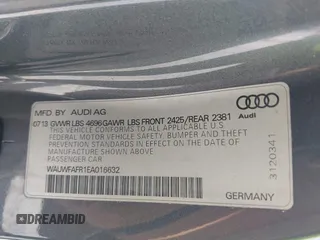 MFD. BY AUDI AG
07.13 GVWR LBS 4696 GAWR LBS FRONT 2425/REAR 2381
THIS VEHICLE CONFORMS TO ALL APPLICABLE U.S.
FEDERAL MOTOR VEHICLE SAFETY, BUMPER AND
THEFT PREVENTION STANDARDS IN EFFECT
ON THE DATE OF MANUFACTURE SHOWN ABOVE.
PASSENGER CAR
WAUWFAFR1EA016632
GERMANY
Audi
3120341
DREAMBID